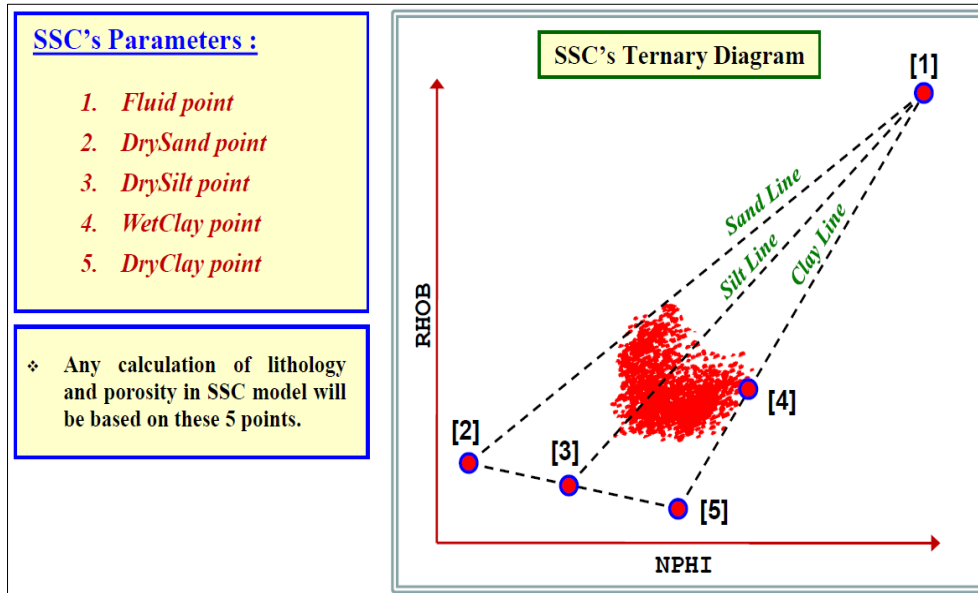 SSC's Parameters :
1. Fluid point
2. DrySand point
3. DrySilt point
4. WetClay point
5. DryClay point
❖ Any calculation of lithology
and porosity in SSC model will
be based on these 5 points.
SSC's Ternary Diagram
[1]
Sand Line
Silt Line
Clay Line
RHOB
[4]
[2]
[3]
[5]
NPHI